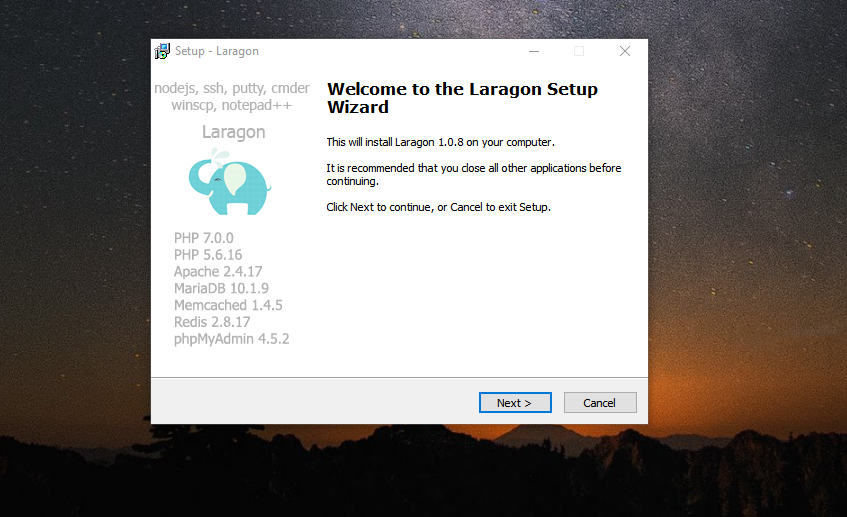 Setup - Laragon
nodejs, ssh, putty, cmder
winscp, notepad++
Laragon
PHP 7.0.0
PHP 5.6.16
Apache 2.4.17
MariaDB 10.1.9
Memcached 1.4.5
Redis 2.8.17
phpMyAdmin 4.5.2
Welcome to the Laragon Setup
Wizard
This will install Laragon 1.0.8 on your computer.
It is recommended that you close all other applications before
continuing.
Click Next to continue, or Cancel to exit Setup.
Next >
Cancel